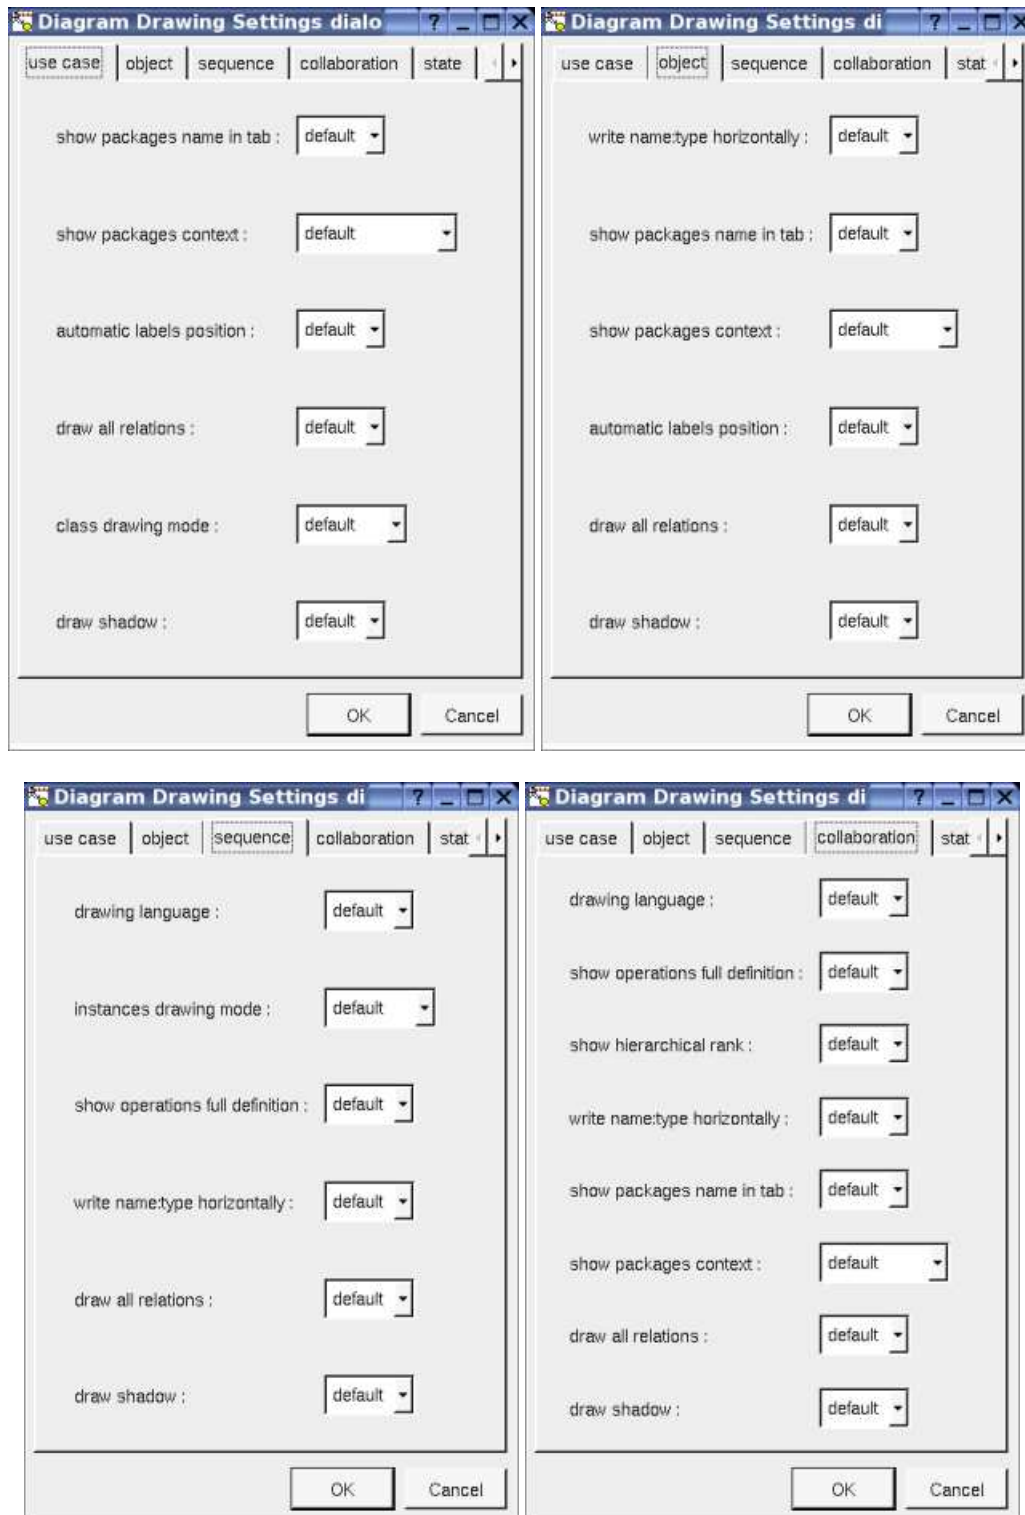 Diagram Drawing Settings dialo
use case object sequence collaboration state
show packages name in tab : default
show packages context : default
automatic labels position : default
draw all relations : default
class drawing mode : default
draw shadow : default
OK Cancel
Diagram Drawing Settings di
use case object sequence collaboration stat
write name:type horizontally : default
show packages name in tab : default
show packages context : default
automatic labels position : default
draw all relations : default
draw shadow : default
OK Cancel
Diagram Drawing Settings di
use case object sequence collaboration stat
drawing language : default
instances drawing mode : default
show operations full definition : default
write name:type horizontally : default
draw all relations : default
draw shadow : default
OK Cancel
Diagram Drawing Settings di
use case object sequence collaboration stat
drawing language : default
show operations full definition : default
show hierarchical rank : default
write name:type horizontally : default
show packages name in tab : default
show packages context : default
draw all relations : default
draw shadow : default
OK Cancel